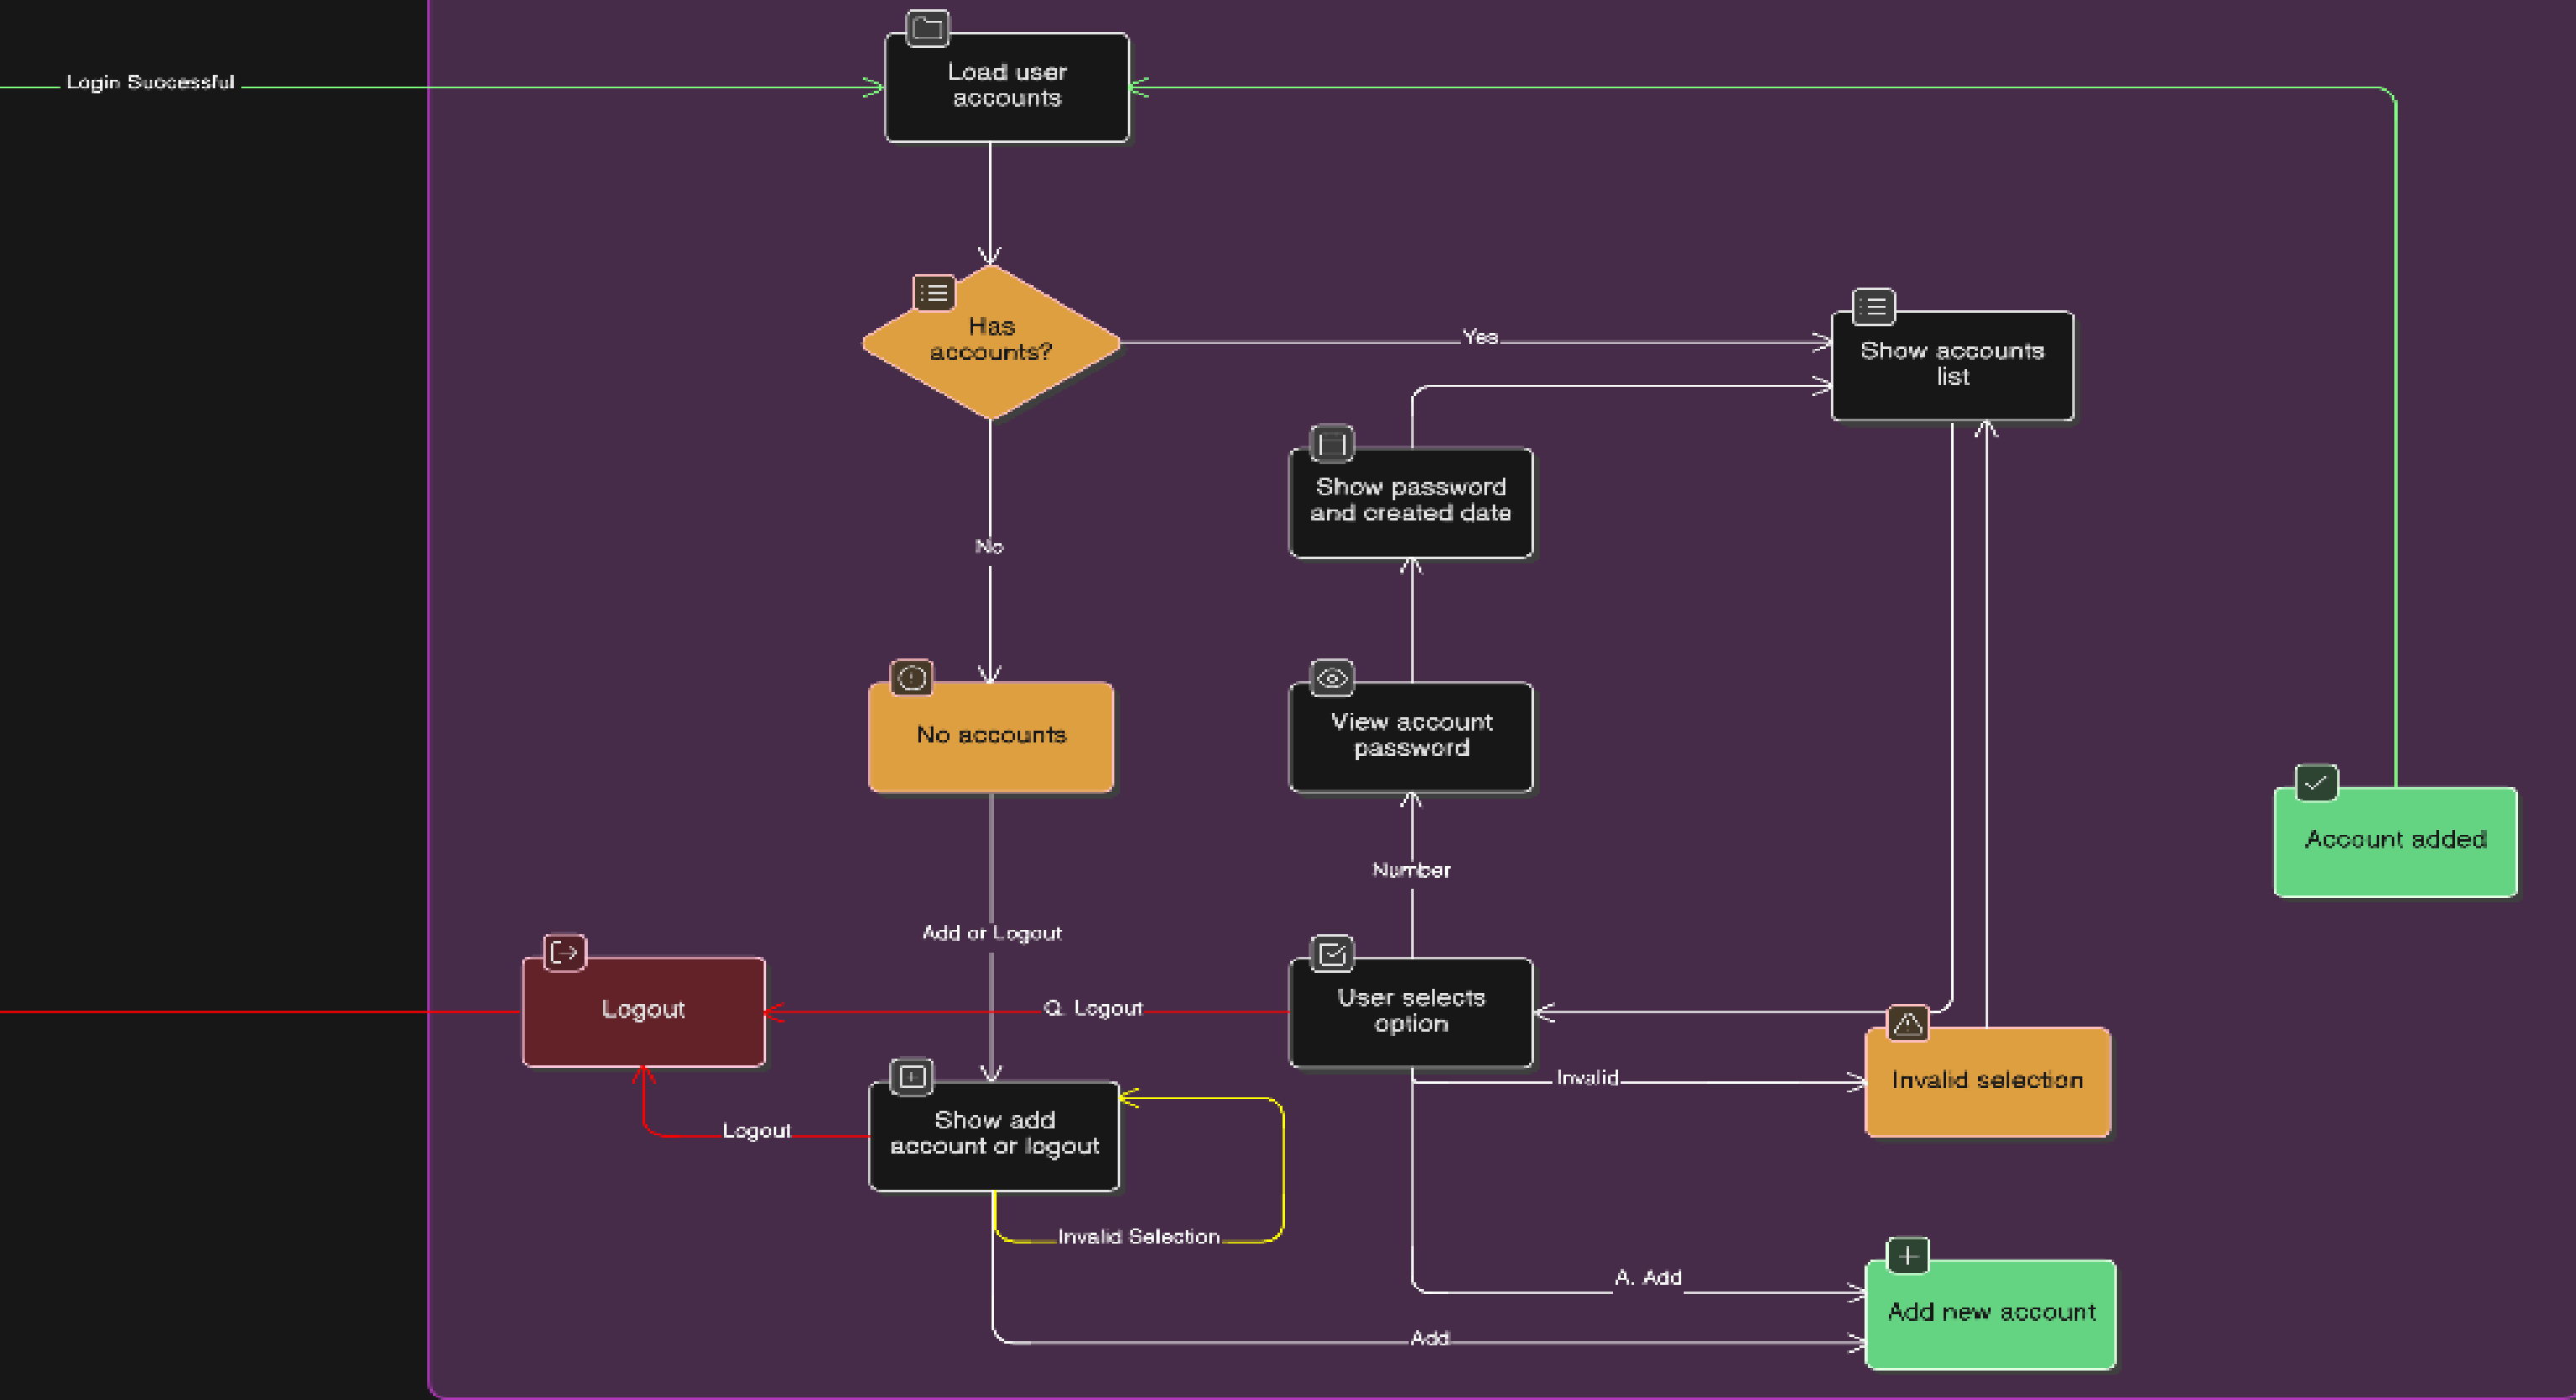 Load user
accounts
Login Successful
Has
accounts?
Yes
Show accounts
list
Show password
and created date
No
No accounts
View account
password
Account added
Number
Add or Logout
Logout
Q. Logout
User selects
option
Invalid
Invalid selection
Show add
account or logout
Logout
Invalid Selection
A. Add
Add new account
Add